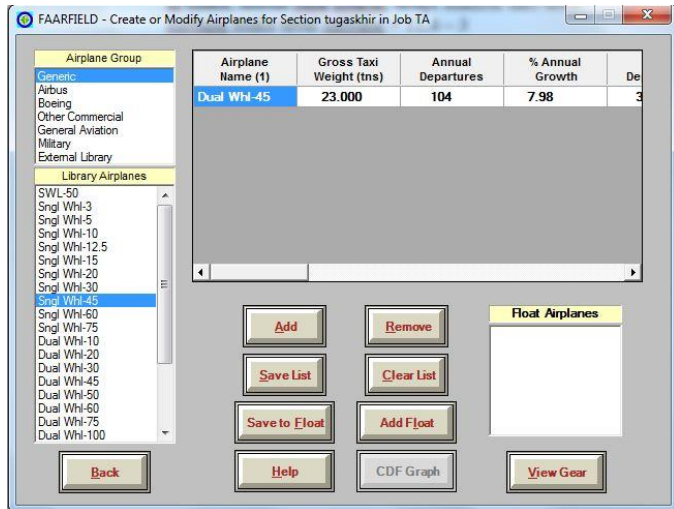 FAARFIELD - Create or Modify Airplanes for Section tugaskhir in Job TA
Airplane Group
Generic
Airbus
Boeing
Other Commercial
General Aviation
Military
External Library
Library Airplanes
SWL-50
Sngl Whl-3
Sngl Whl-5
Sngl Whl-10
Sngl Whl-12.5
Sngl Whl-15
Sngl Whl-20
Sngl Whl-30
Sngl Whl-45
Sngl Whl-60
Sngl Whl-75
Dual Whl-10
Dual Whl-20
Dual Whl-30
Dual Whl-45
Dual Whl-50
Dual Whl-60
Dual Whl-75
Dual Whl-100
Airplane Name (1) Gross Taxi Weight (tns) Annual Departures % Annual Growth De
Dual Whl-45 23.000 104 7.98 3
Add Remove
Save List Clear List
Save to Float Add Float
Float Airplanes
Back Help CDF Graph View Gear